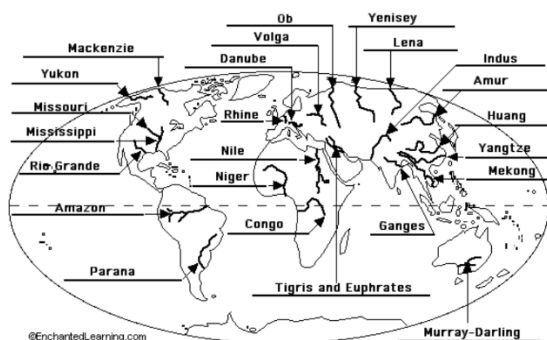 Ob
Yenisey
Volga
Lena
Mackenzie
Danube
Indus
Yukon
Amur
Missouri
Rhine
Huang
Mississippi
Nile
Yangtze
Rio Grande
Niger
Mekong
Amazon
Congo
Ganges
Parana
Tigris and Euphrates
Murray-Darling
©EnchantedLearning.com